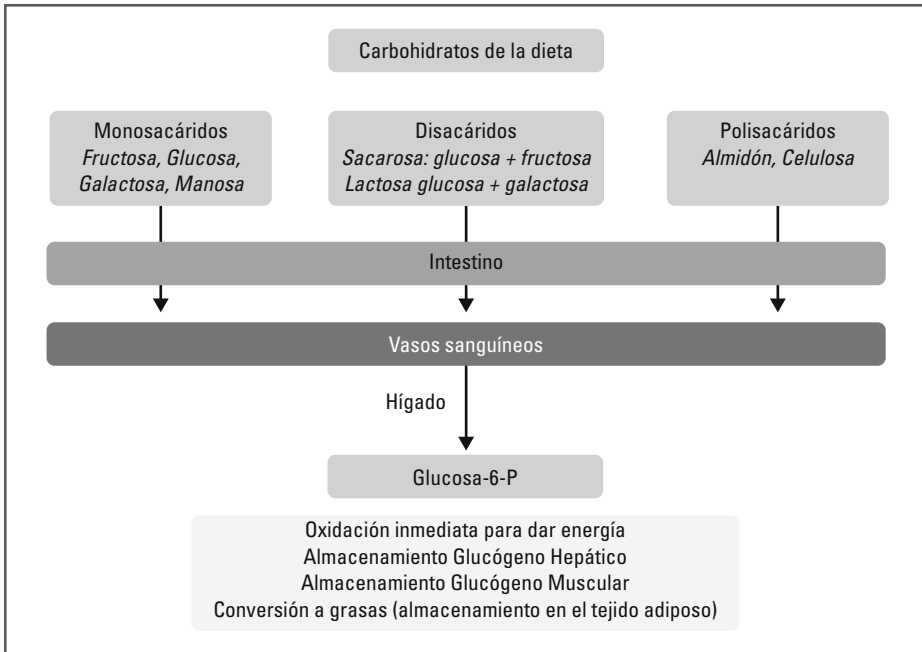 Carbohidratos de la dieta
Monosacáridos
Fructosa, Glucosa,
Galactosa, Manosa
Disacáridos
Sacarosa: glucosa + fructosa
Lactosa glucosa + galactosa
Polisacáridos
Almidón, Celulosa
Intestino
Vasos sanguíneos
Hígado
Glucosa-6-P
Oxidación inmediata para dar energía
Almacenamiento Glucógeno Hepático
Almacenamiento Glucógeno Muscular
Conversión a grasas (almacenamiento en el tejido adiposo)